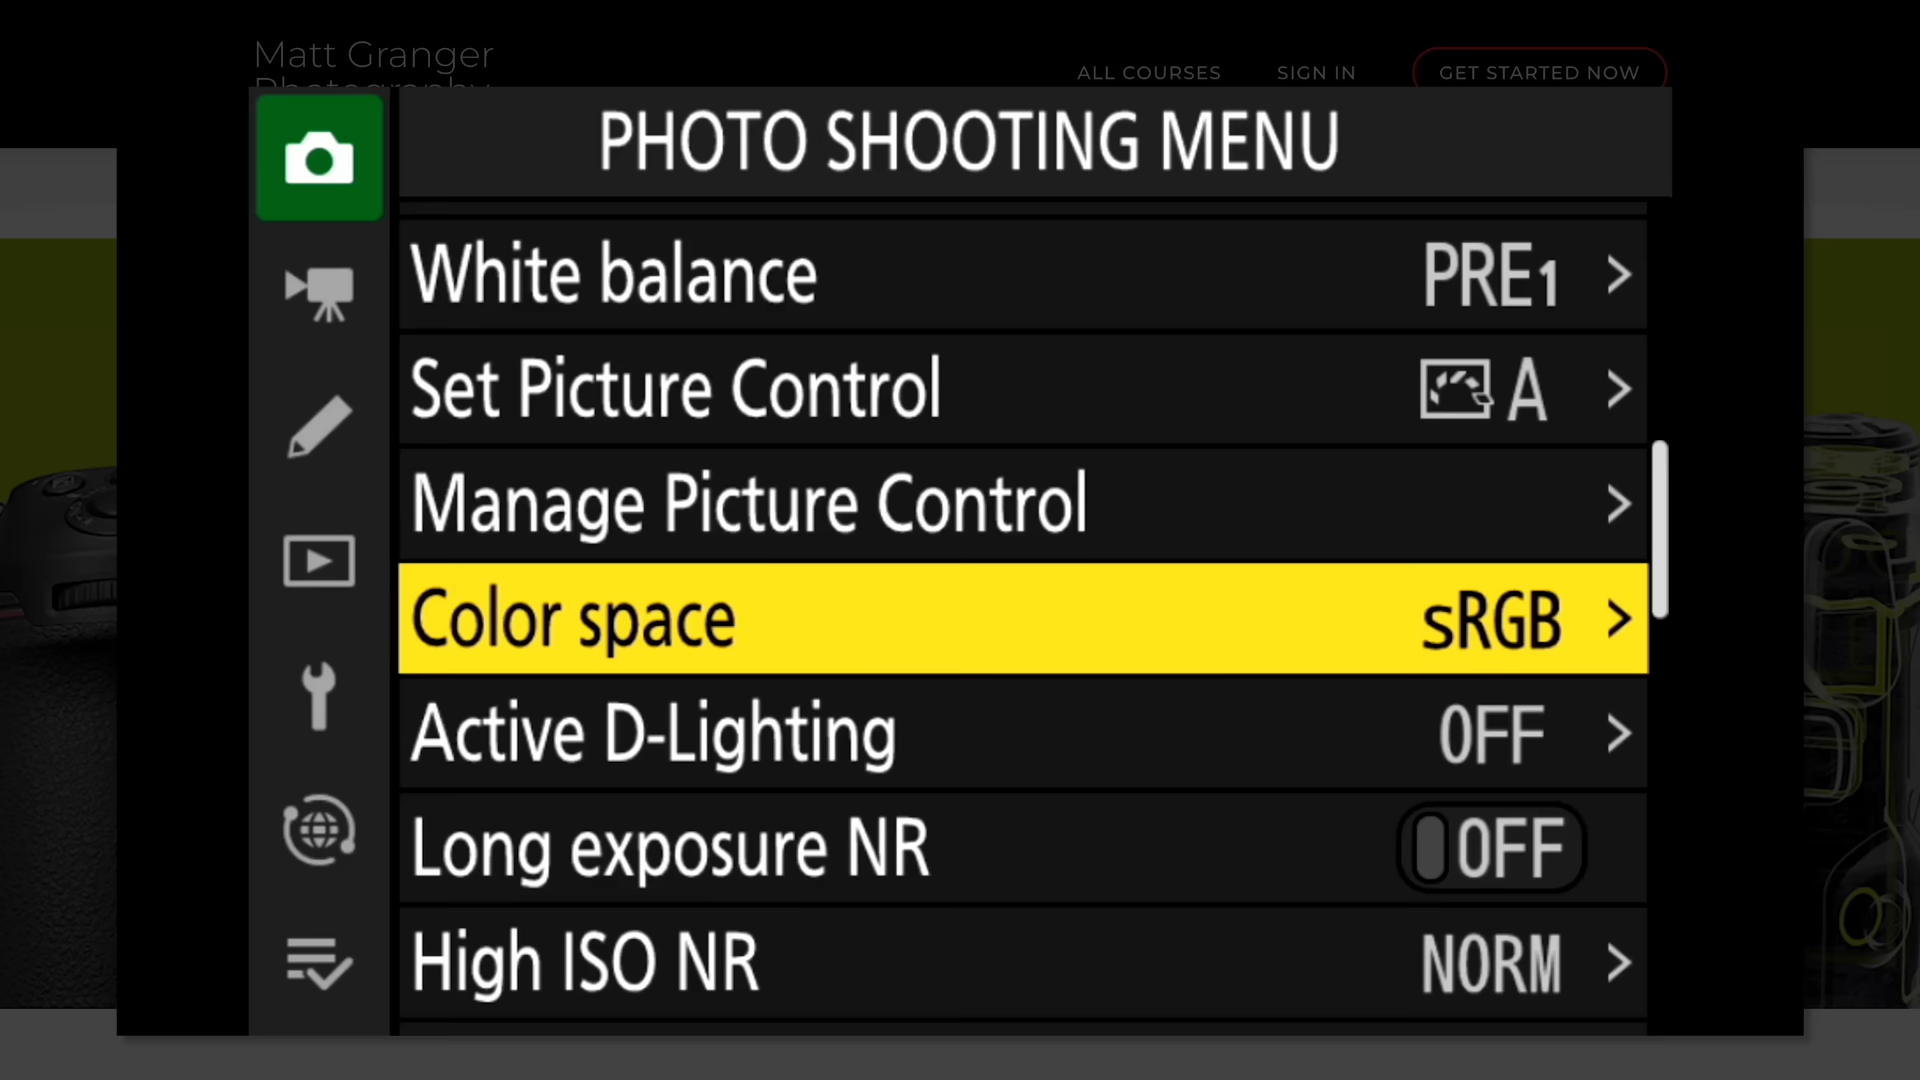 Matt Granger
Photography
ALL COURSES
SIGN IN
GET STARTED NOW
PHOTO SHOOTING MENU
White balance PRE1 >
Set Picture Control A >
Manage Picture Control >
Color space sRGB >
Active D-Lighting OFF >
Long exposure NR OFF
High ISO NR NORM >